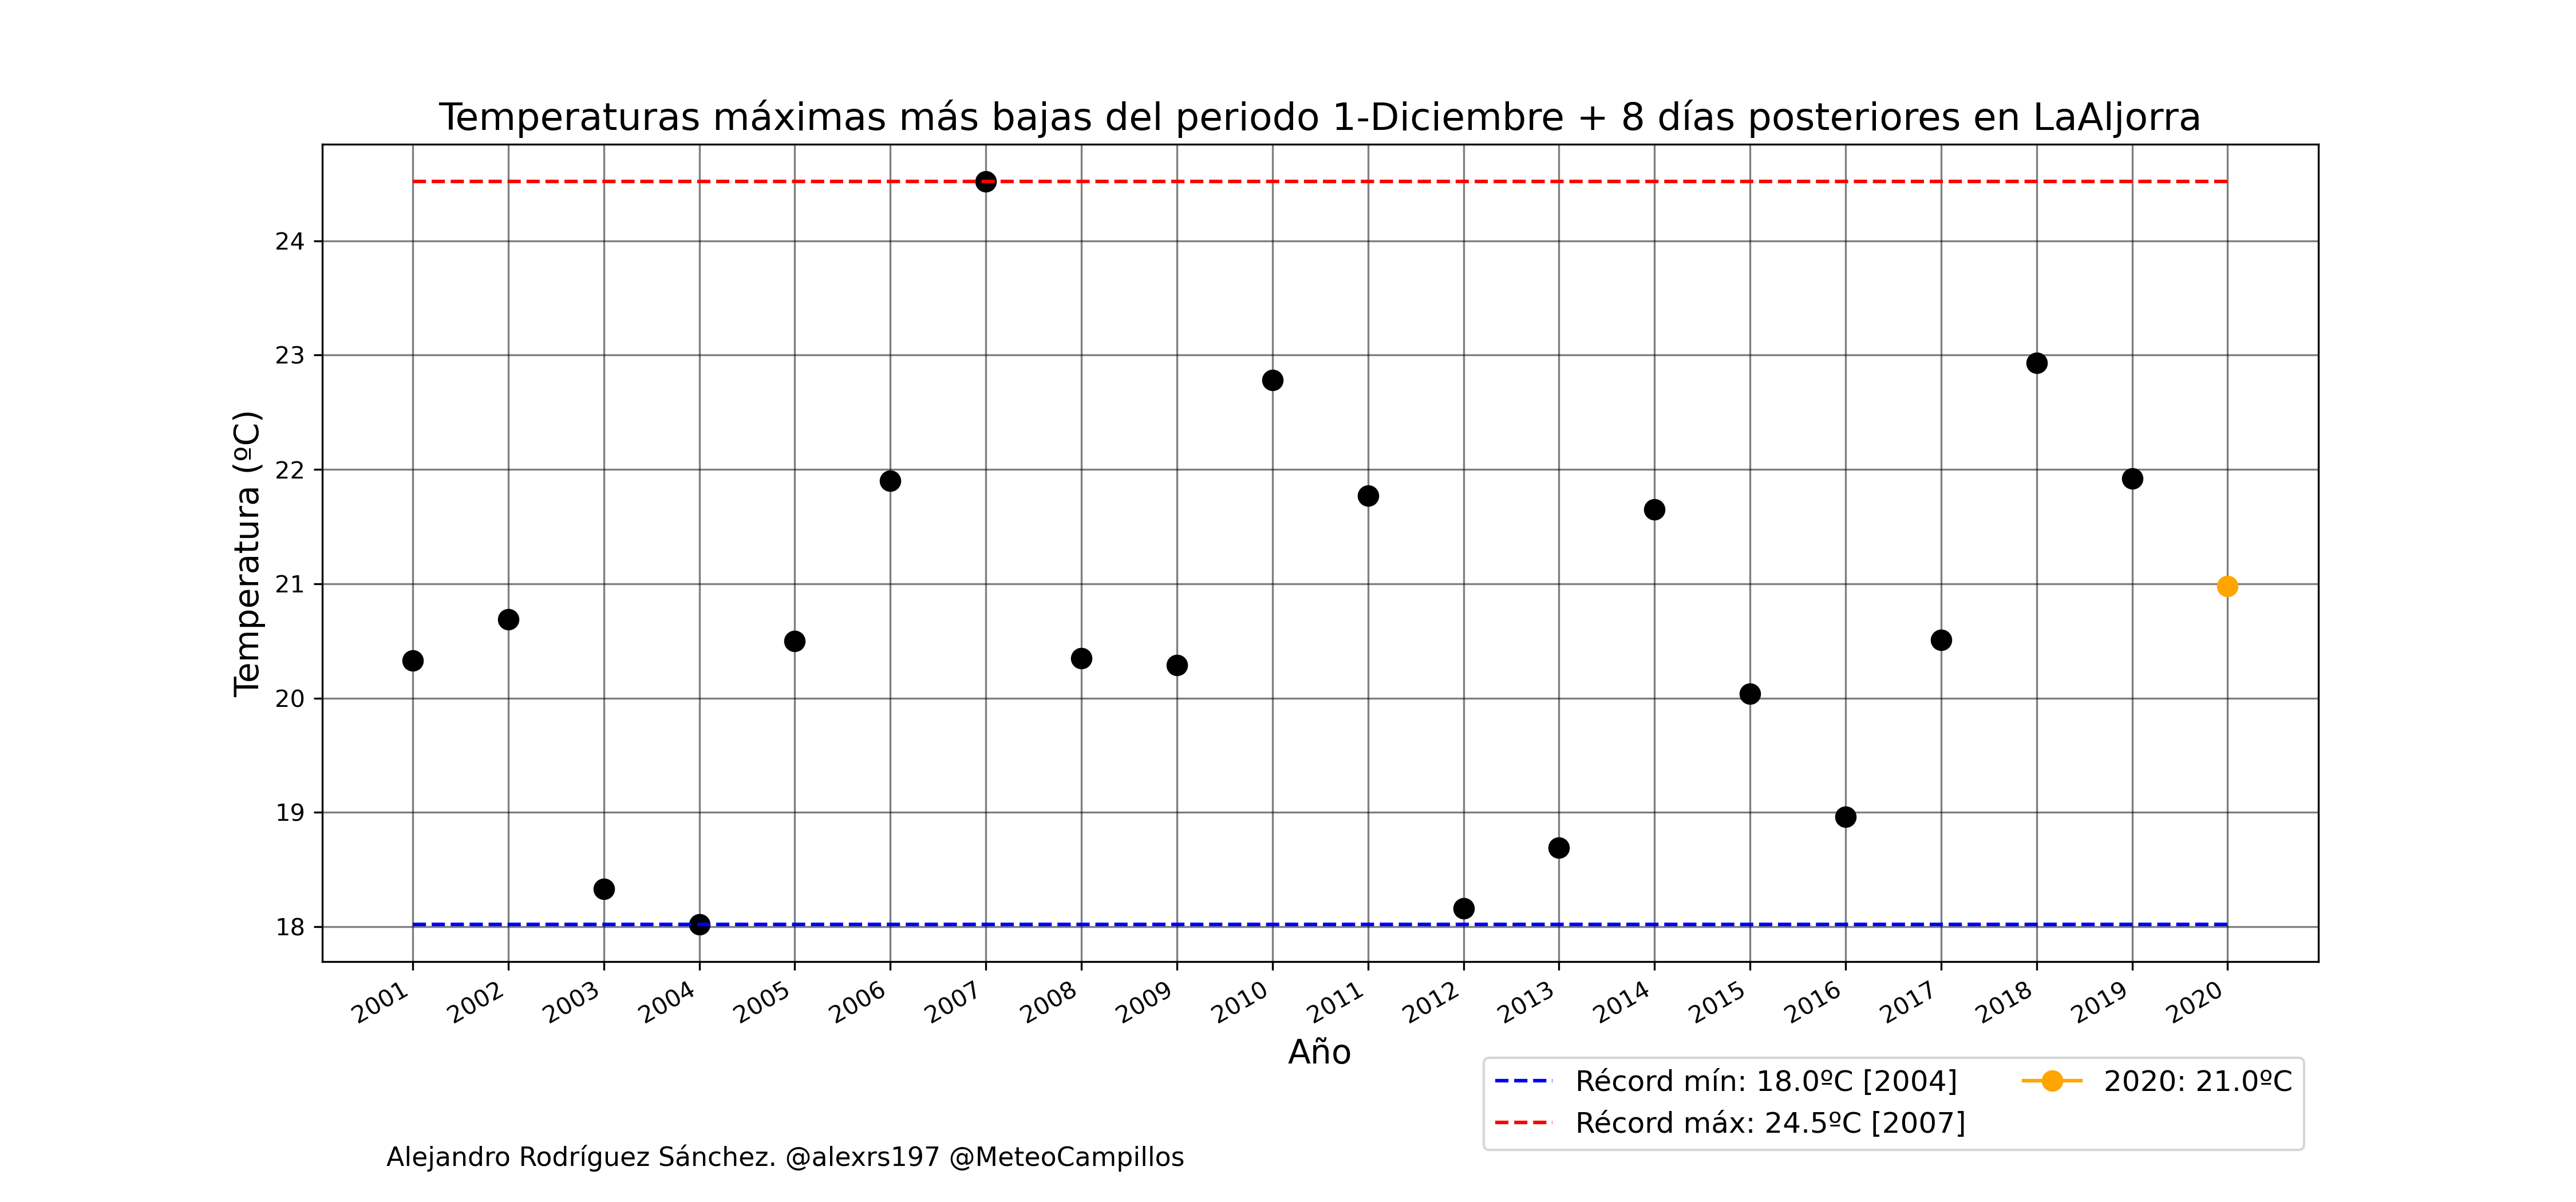 Temperaturas máximas más bajas del periodo 1-Diciembre + 8 días posteriores en LaAljorra
Temperatura (ºC)
24
23
22
21
20
19
18
2001 2002 2003 2004 2005 2006 2007 2008 2009 2010 2011 2012 2013 2014 2015 2016 2017 2018 2019 2020
Año
Récord mín: 18.0ºC [2004]
Récord máx: 24.5ºC [2007]
2020: 21.0ºC
Alejandro Rodríguez Sánchez. @alexrs197 @MeteoCampillos